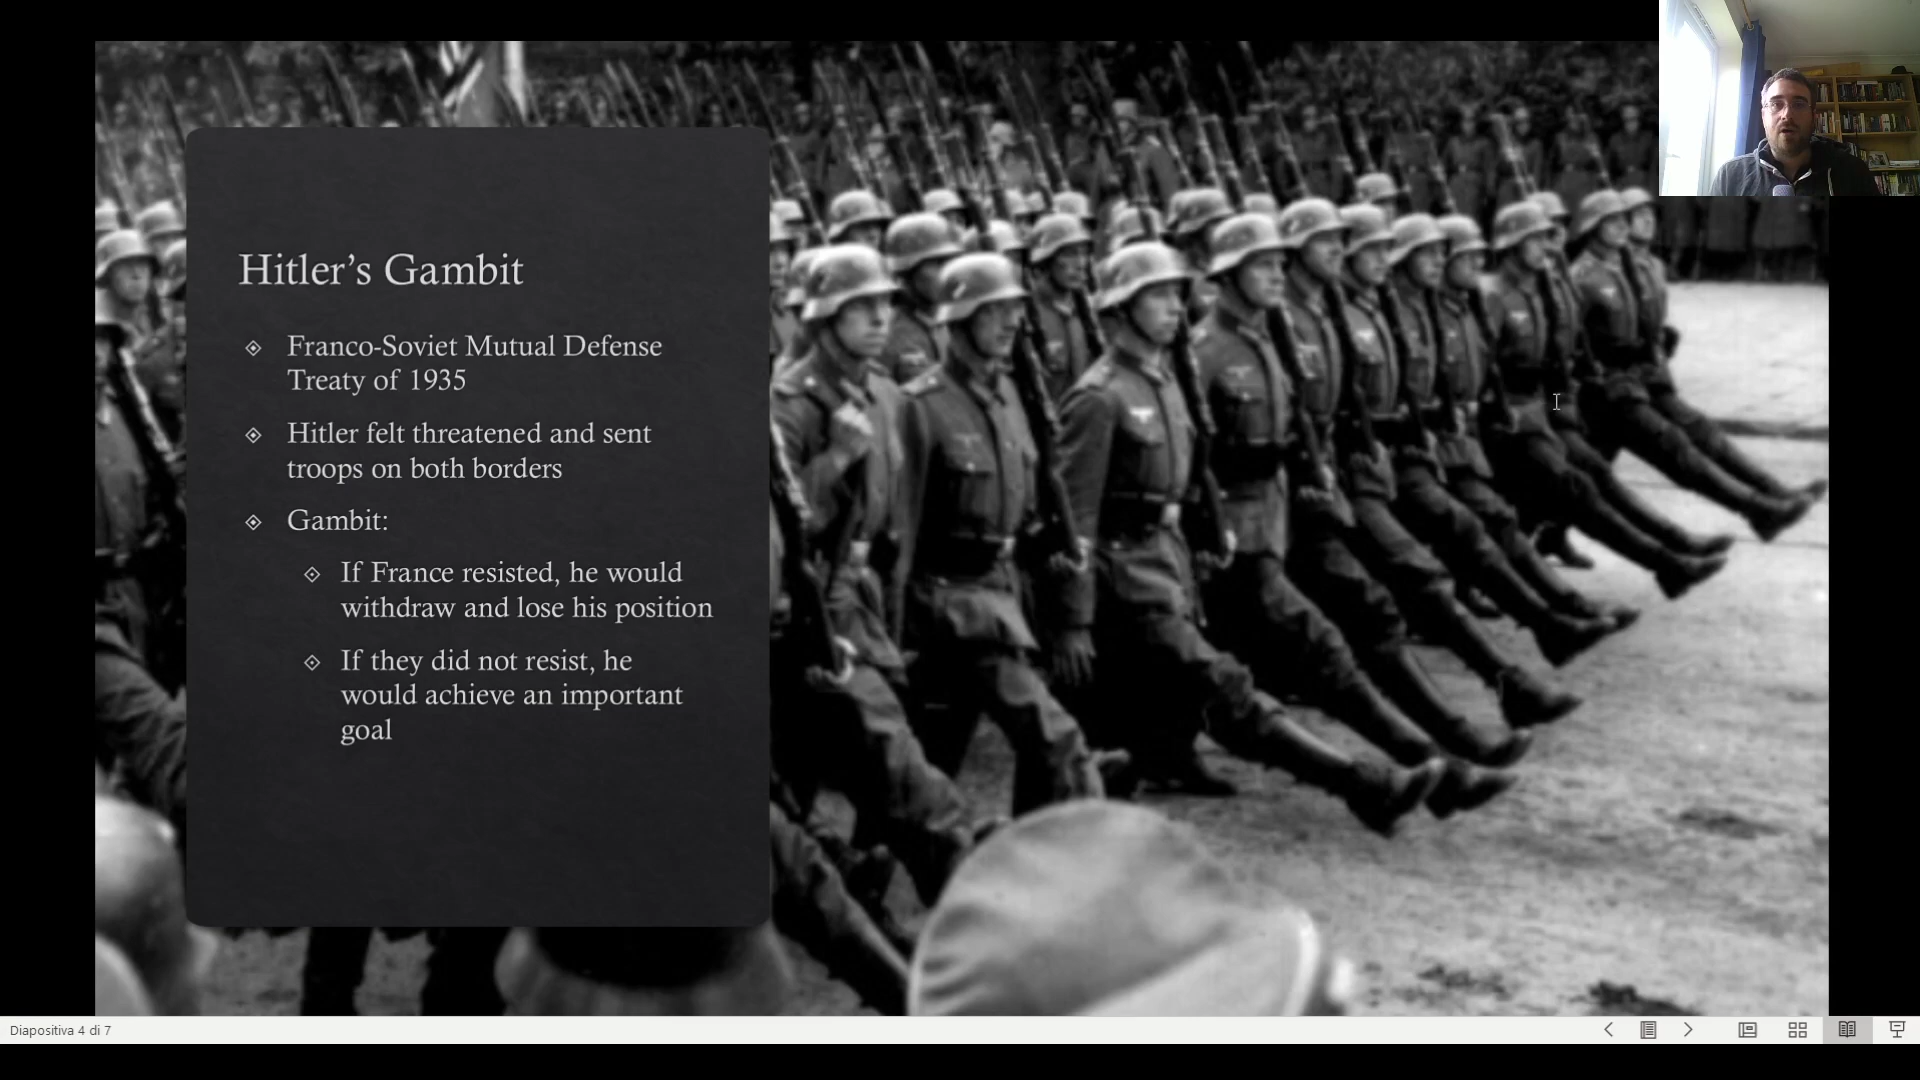 Hitler’s Gambit
Franco-Soviet Mutual Defense
Treaty of 1935
Hitler felt threatened and sent
troops on both borders
Gambit:
If France resisted, he would
withdraw and lose his position
If they did not resist, he
would achieve an important
goal
Diapositiva 4 di 7